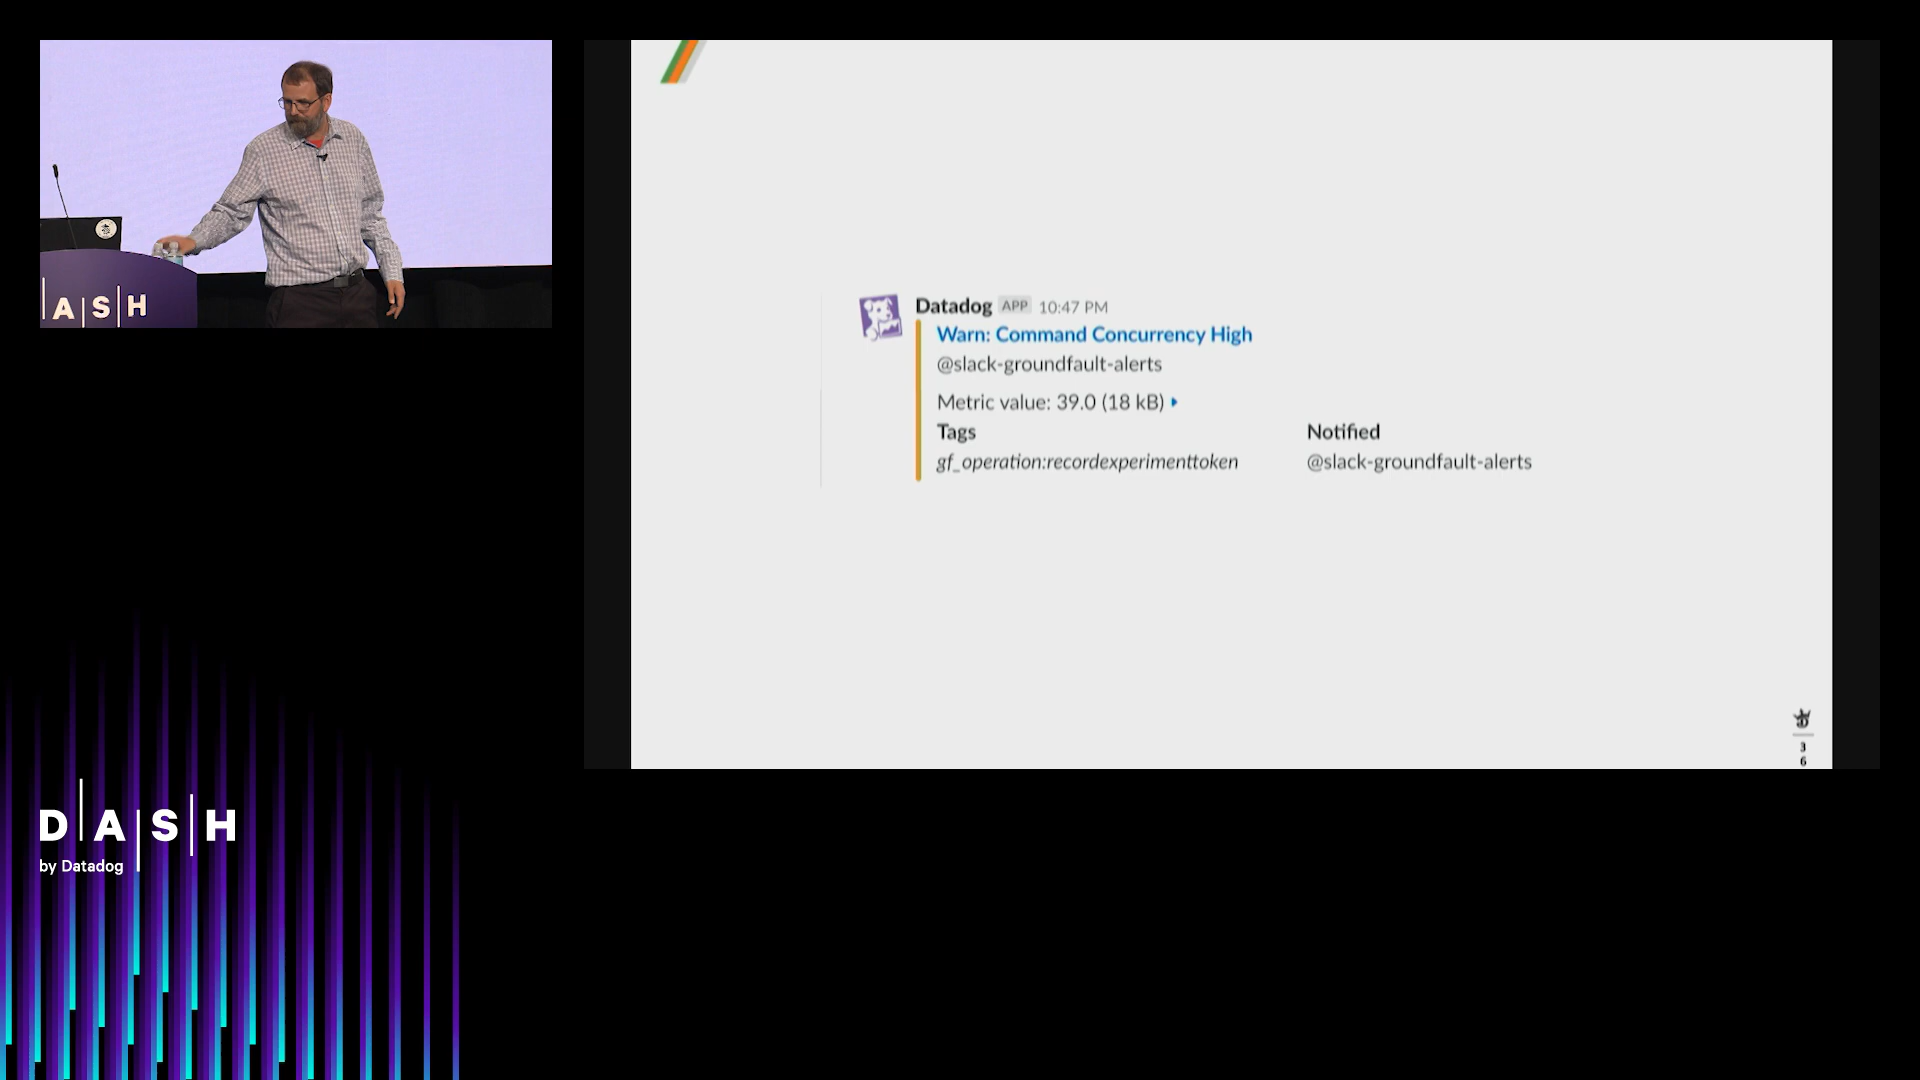 ASH
Datadog APP 10:47 PM
Warn: Command Concurrency High
@slack-groundfault-alerts
Metric value: 39.0 (18 kB)
Tags
Notified
gf_operation:recordexperimenttoken
@slack-groundfault-alerts
3
6
DASH
by Datadog